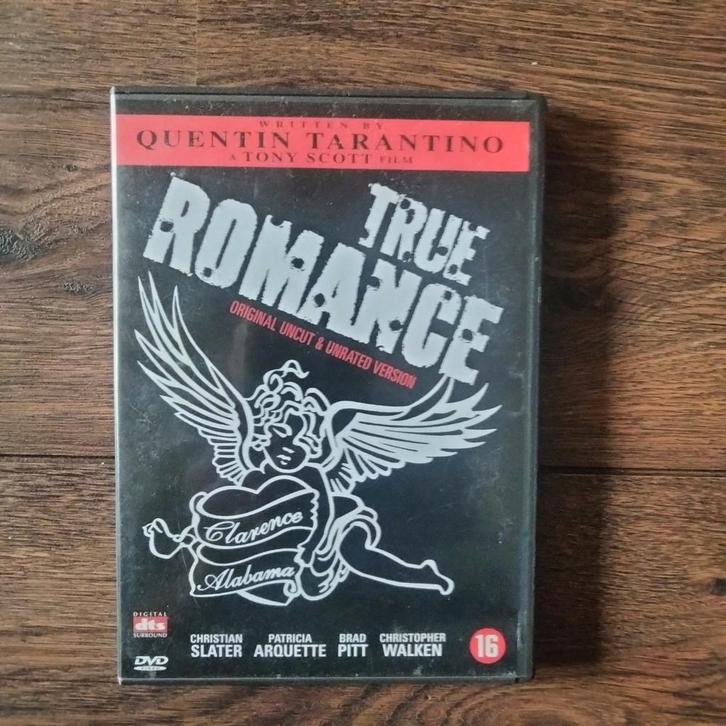 WRITTEN BY
QUENTIN TARANTINO
A TONY SCOTT FILM
TRUE
ROMANCE
ORIGINAL UNCUT & UNRATED VERSION
Clarence
Alabama
DIGITAL
dts
SURROUND
CHRISTIAN SLATER PATRICIA ARQUETTE BRAD PITT CHRISTOPHER WALKEN
16
DVD
VIDEO